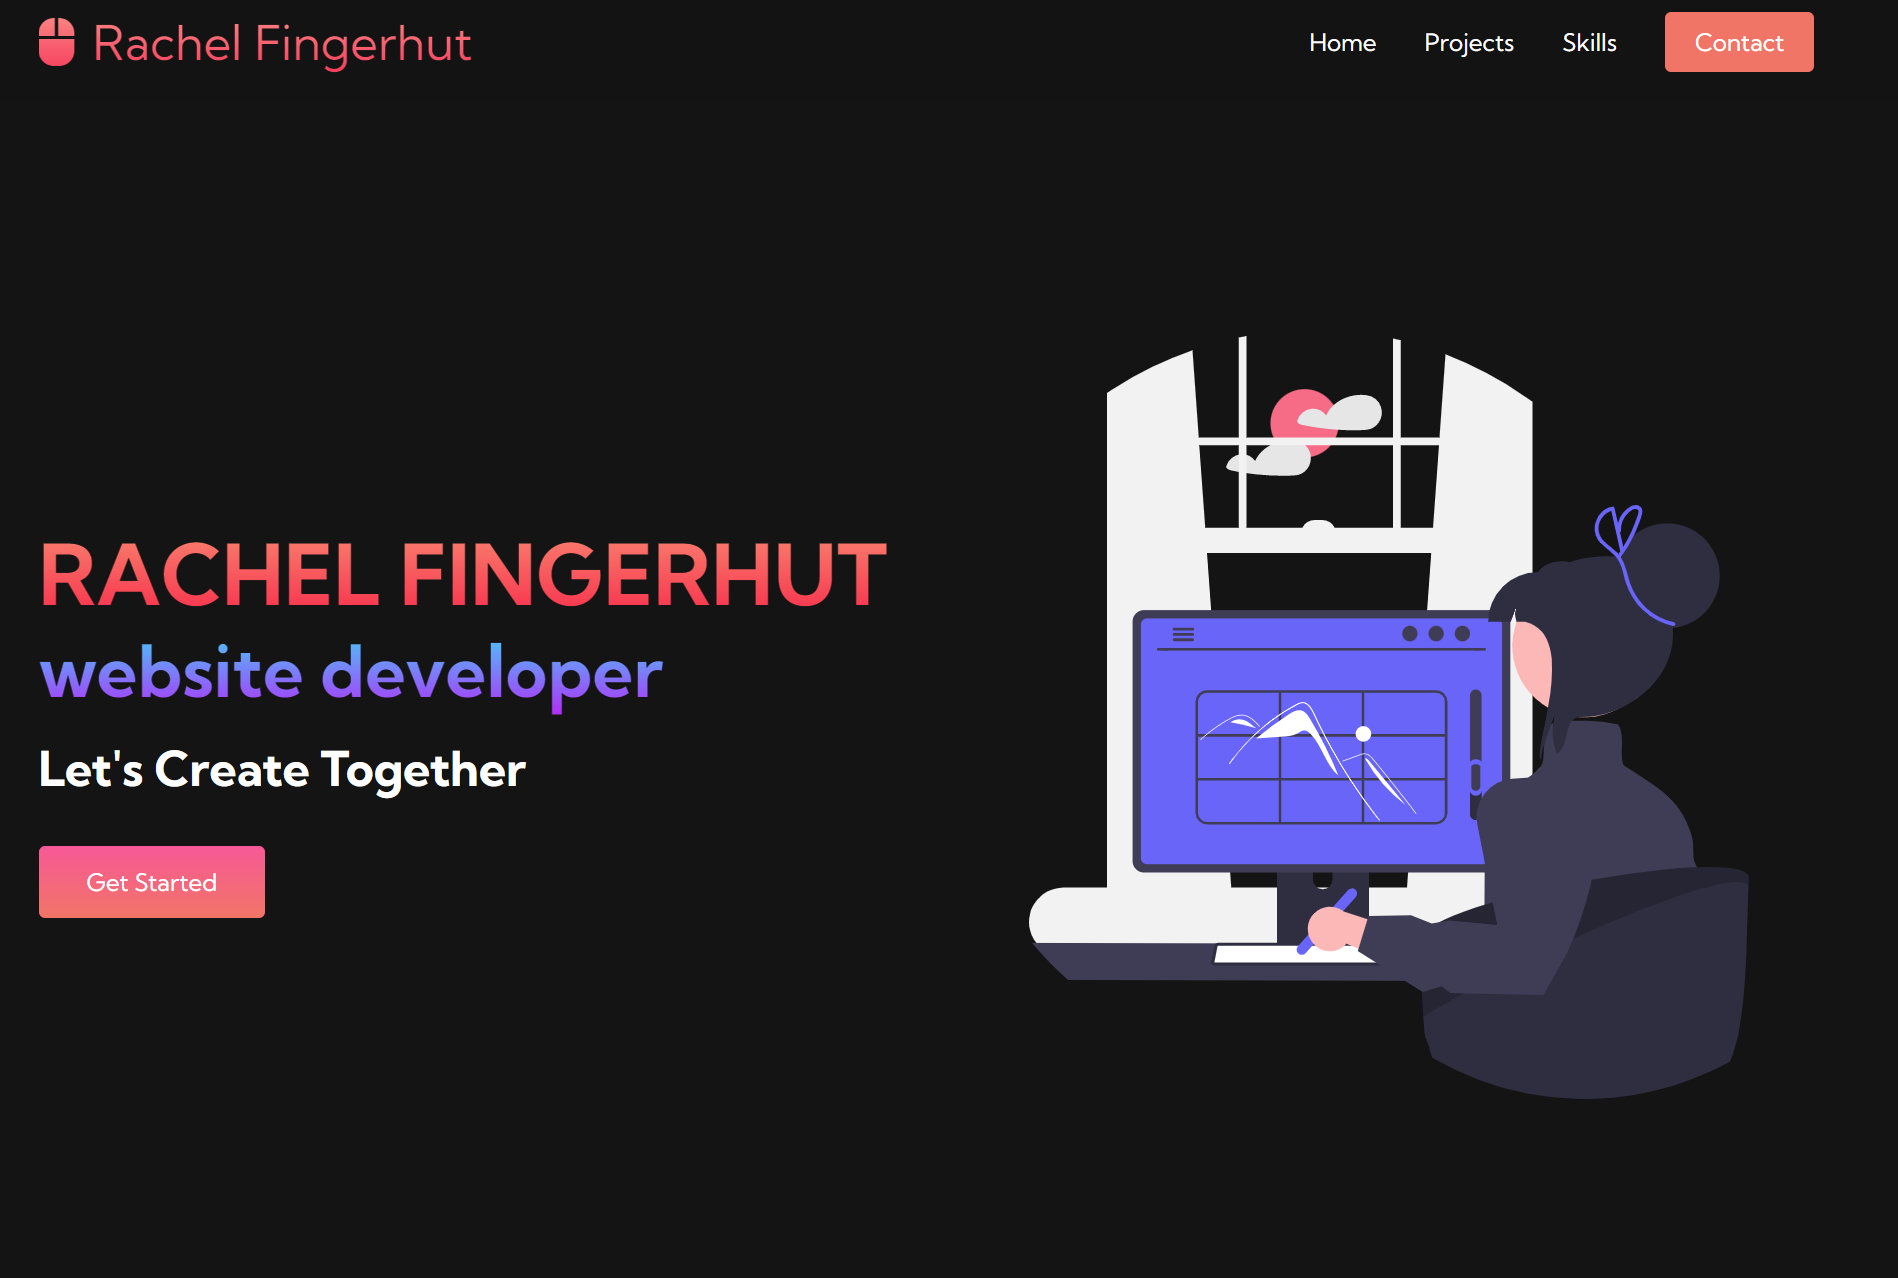 Rachel Fingerhut
Home Projects Skills Contact
RACHEL FINGERHUT
website developer
Let's Create Together
Get Started